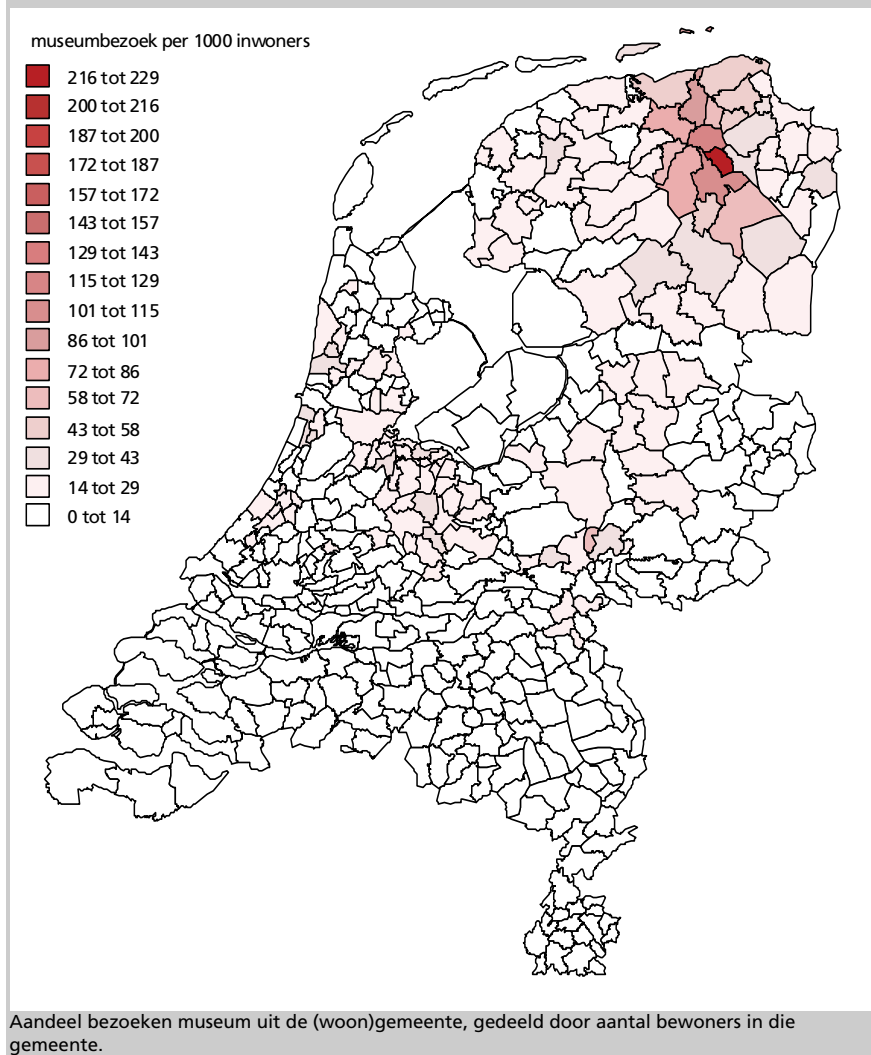 museumbezoek per 1000 inwoners
216 tot 229
200 tot 216
187 tot 200
172 tot 187
157 tot 172
143 tot 157
129 tot 143
115 tot 129
101 tot 115
86 tot 101
72 tot 86
58 tot 72
43 tot 58
29 tot 43
14 tot 29
0 tot 14
Aandeel bezoeken museum uit de (woon)gemeente, gedeeld door aantal bewoners in die
gemeente.